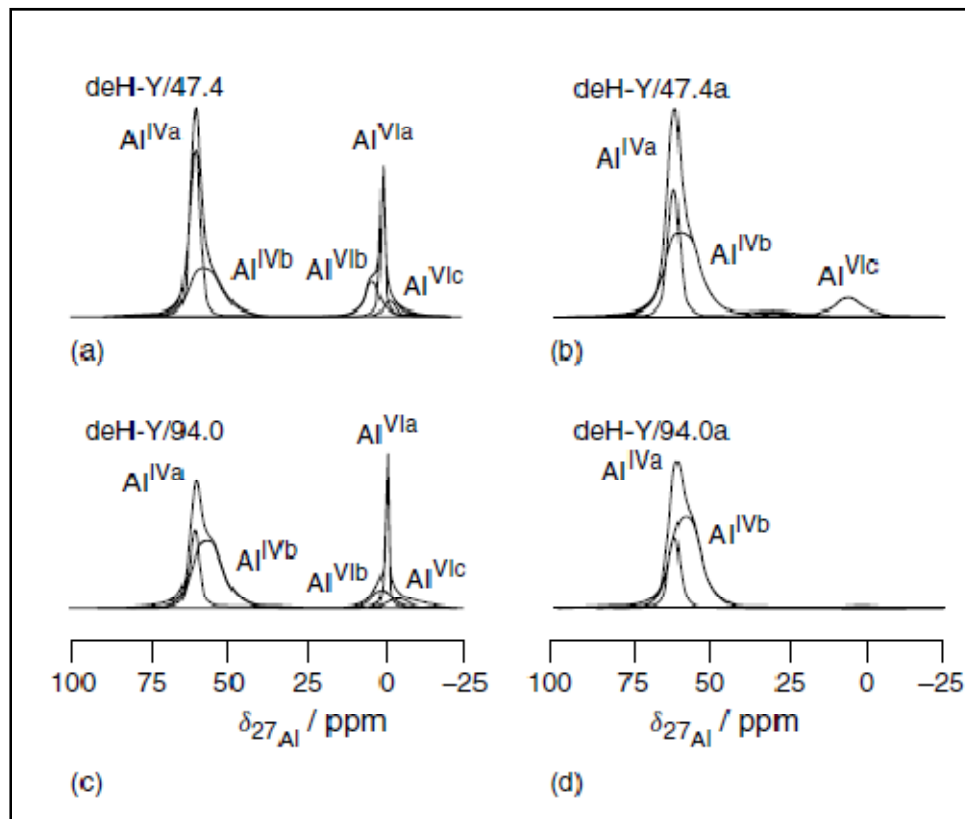 deH-Y/47.4
Al^IVa
Al^IVb
Al^VIb
Al^VIa
Al^VIc
(a)
deH-Y/47.4a
Al^IVa
Al^IVb
Al^VIc
(b)
deH-Y/94.0
Al^IVa
Al^IVb
Al^VIb
Al^VIa
Al^VIc
100 75 50 25 0 –25
δ27Al / ppm
(c)
deH-Y/94.0a
Al^IVa
Al^IVb
100 75 50 25 0 –25
δ27Al / ppm
(d)